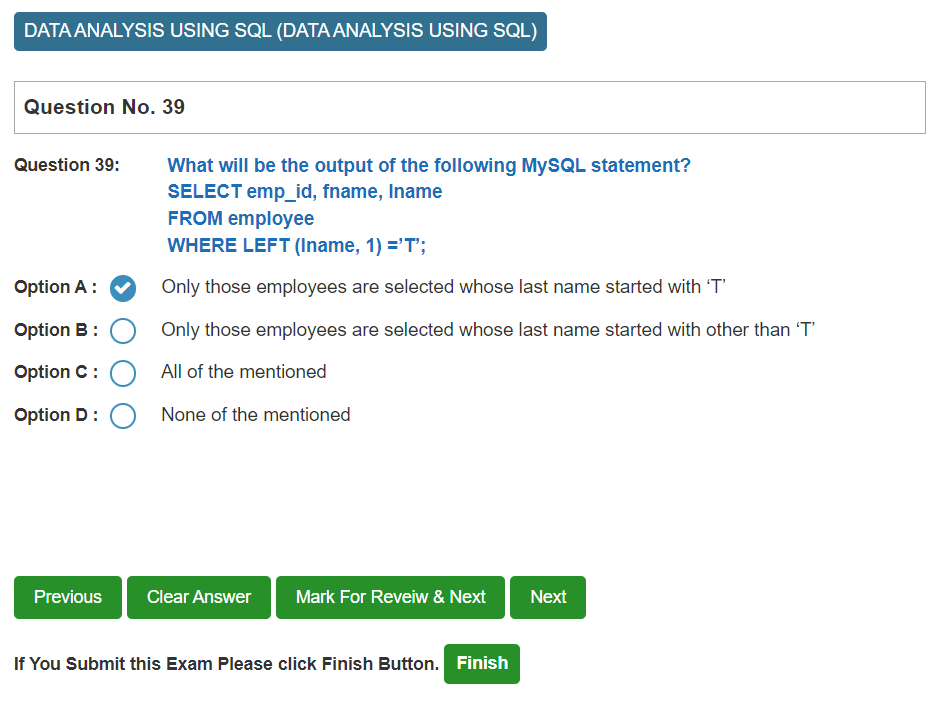 DATA ANALYSIS USING SQL (DATA ANALYSIS USING SQL)
Question No. 39
Question 39: What will be the output of the following MySQL statement?
SELECT emp_id, fname, lname
FROM employee
WHERE LEFT (lname, 1) =’T’;
Option A : Only those employees are selected whose last name started with ‘T’
Option B : Only those employees are selected whose last name started with other than ‘T’
Option C : All of the mentioned
Option D : None of the mentioned
Previous Clear Answer Mark For Reveiw & Next Next
If You Submit this Exam Please click Finish Button. Finish